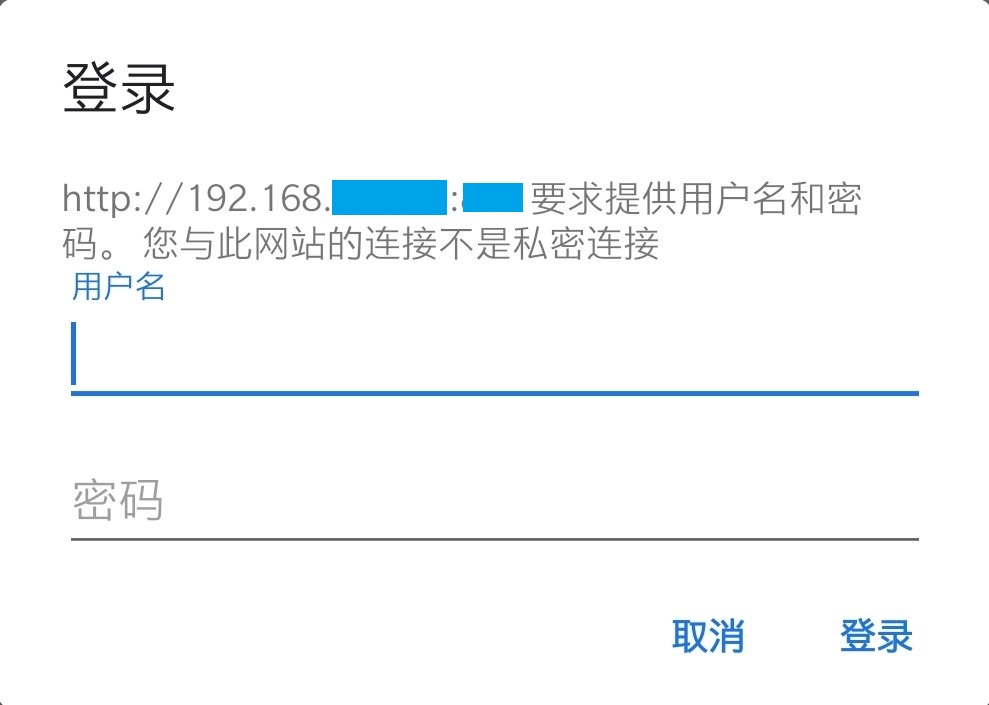 登录
http://192.168. : 要求提供用户名和密
码。 您与此网站的连接不是私密连接
用户名
密码
取消 登录